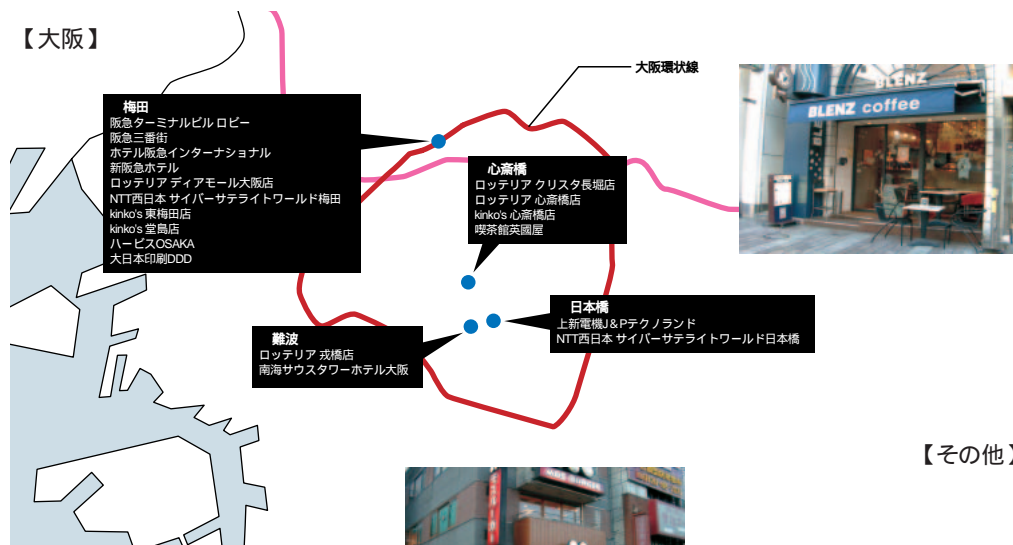 【大阪】
大阪環状線
梅田
阪急ターミナルビル ロビー
阪急三番街
ホテル阪急インターナショナル
新阪急ホテル
ロッテリア ディアモール大阪店
NTT西日本 サイバーサテライトワールド梅田
kinko's 東梅田店
kinko's 堂島店
ハービスOSAKA
大日本印刷DDD
心斎橋
ロッテリア クリスタ長堀店
ロッテリア 心斎橋店
kinko's 心斎橋店
喫茶館英國屋
BLENZ
BLENZ coffee
日本橋
上新電機J&Pテクノランド
NTT西日本 サイバーサテライトワールド日本橋
難波
ロッテリア 戎橋店
南海サウスタワーホテル大阪
【その他】
MOS BURGER